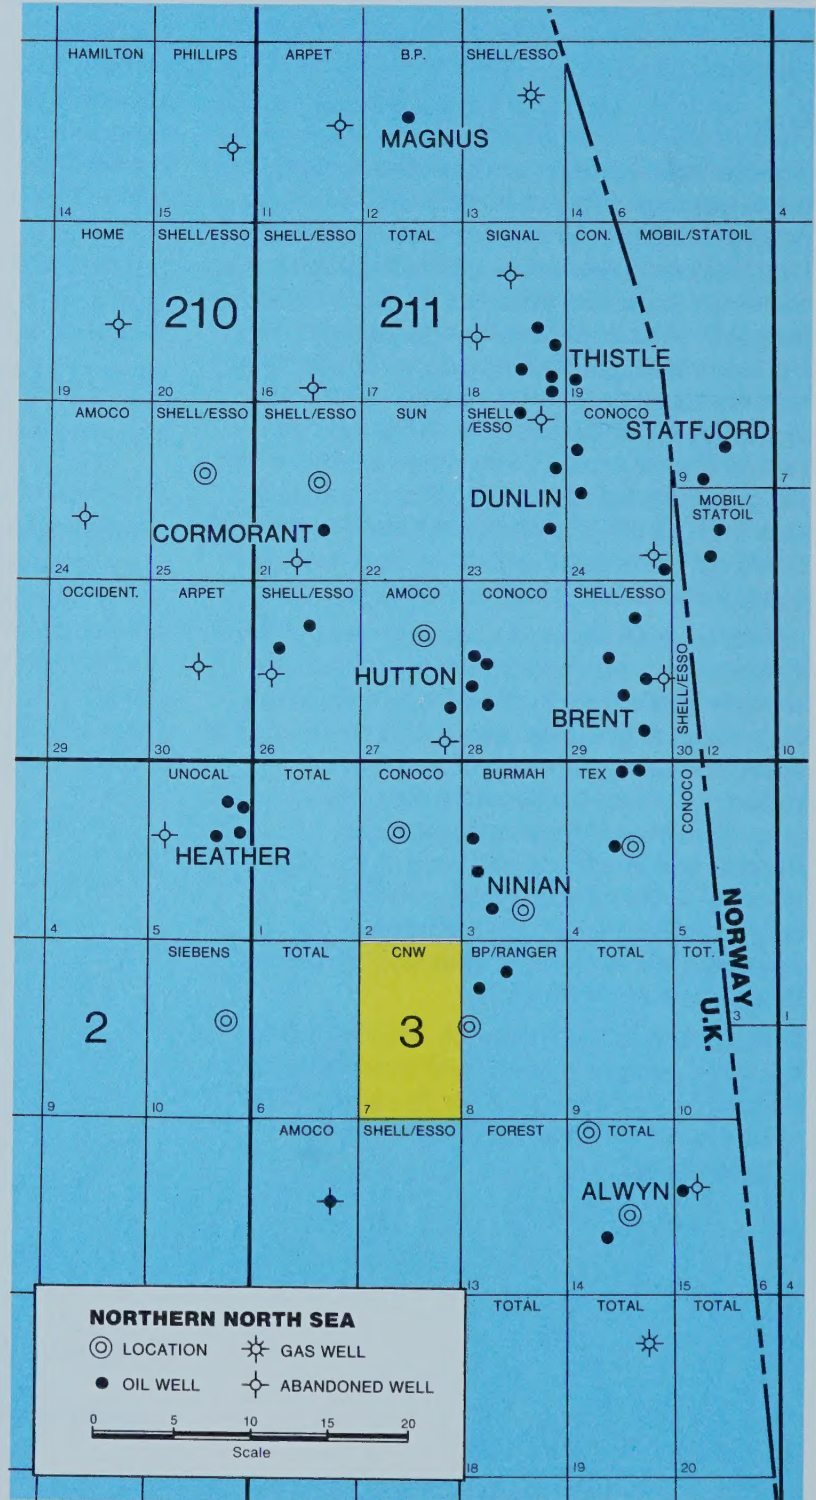 HAMILTON PHILLIPS ARPET B.P. SHELL/ESSO
MAGNUS
14 15 11 12 13 14 6 4
HOME SHELL/ESSO SHELL/ESSO TOTAL SIGNAL CON. MOBIL/STATOIL
210 211
THISTLE
19 20 16 17 18 19
AMOCO SHELL/ESSO SHELL/ESSO SUN SHELL CONOCO
/ESSO
STATFJORD
9 7
DUNLIN
MOBIL/
STATOIL
CORMORANT
24 25 21 22 23 24
OCCIDENT. ARPET SHELL/ESSO AMOCO CONOCO SHELL/ESSO
SHELL/ESSO
HUTTON
BRENT
29 30 26 27 28 29 30 12 10
UNOCAL TOTAL CONOCO BURMAH TEX
CONOCO
HEATHER
NINIAN
4 5 1 2 3 4 5
NORWAY
U.K.
SIEBENS TOTAL CNW BP/RANGER TOTAL TOT.
2 3
3 1
9 10 6 7 8 9 10
AMOCO SHELL/ESSO FOREST TOTAL
ALWYN
13 14 15 6 4
TOTAL TOTAL TOTAL
18 19 20
NORTHERN NORTH SEA
LOCATION GAS WELL
OIL WELL ABANDONED WELL
0 5 10 15 20
Scale